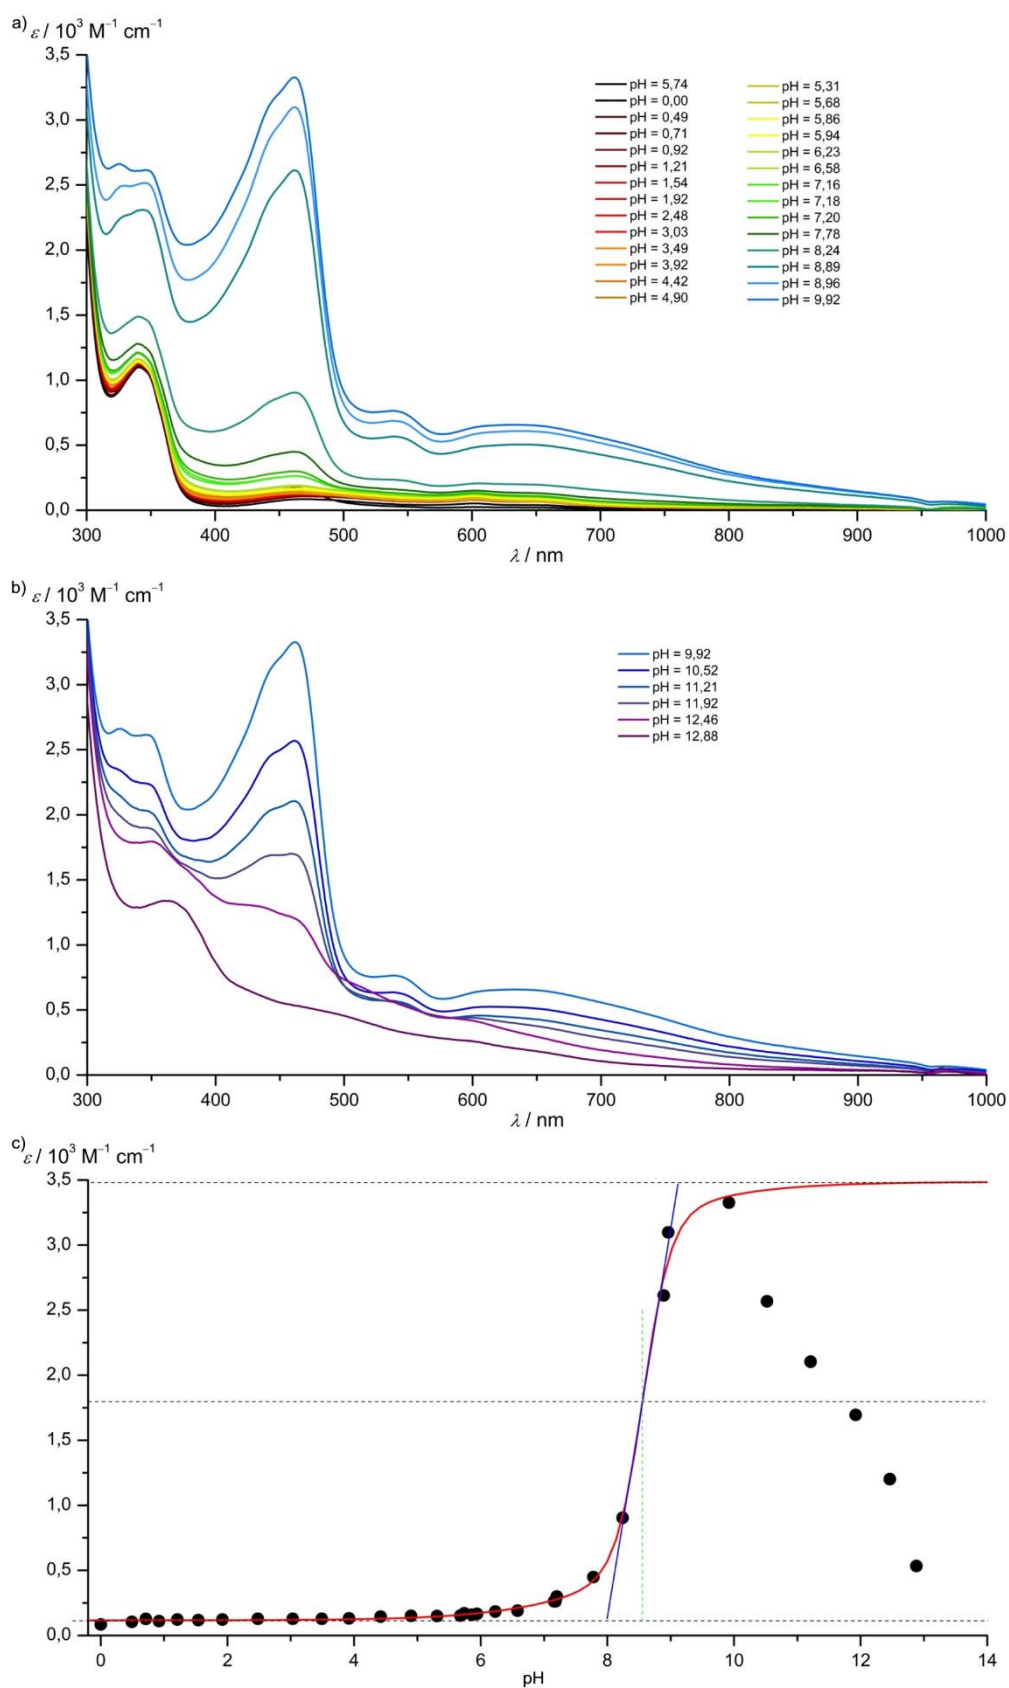 a) ε / 10³ M⁻¹ cm⁻¹
3,5
3,0
2,5
2,0
1,5
1,0
0,5
0,0
pH = 5,74
pH = 0,00
pH = 0,49
pH = 0,71
pH = 0,92
pH = 1,21
pH = 1,54
pH = 1,92
pH = 2,48
pH = 3,03
pH = 3,49
pH = 3,92
pH = 4,42
pH = 4,90
pH = 5,31
pH = 5,68
pH = 5,86
pH = 5,94
pH = 6,23
pH = 6,58
pH = 7,16
pH = 7,18
pH = 7,20
pH = 7,78
pH = 8,24
pH = 8,89
pH = 8,96
pH = 9,92
300 400 500 600 700 800 900 1000
λ / nm
b) ε / 10³ M⁻¹ cm⁻¹
3,5
3,0
2,5
2,0
1,5
1,0
0,5
0,0
pH = 9,92
pH = 10,52
pH = 11,21
pH = 11,92
pH = 12,46
pH = 12,88
300 400 500 600 700 800 900 1000
λ / nm
c) ε / 10³ M⁻¹ cm⁻¹
3,5
3,0
2,5
2,0
1,5
1,0
0,5
0,0
0 2 4 6 8 10 12 14
pH